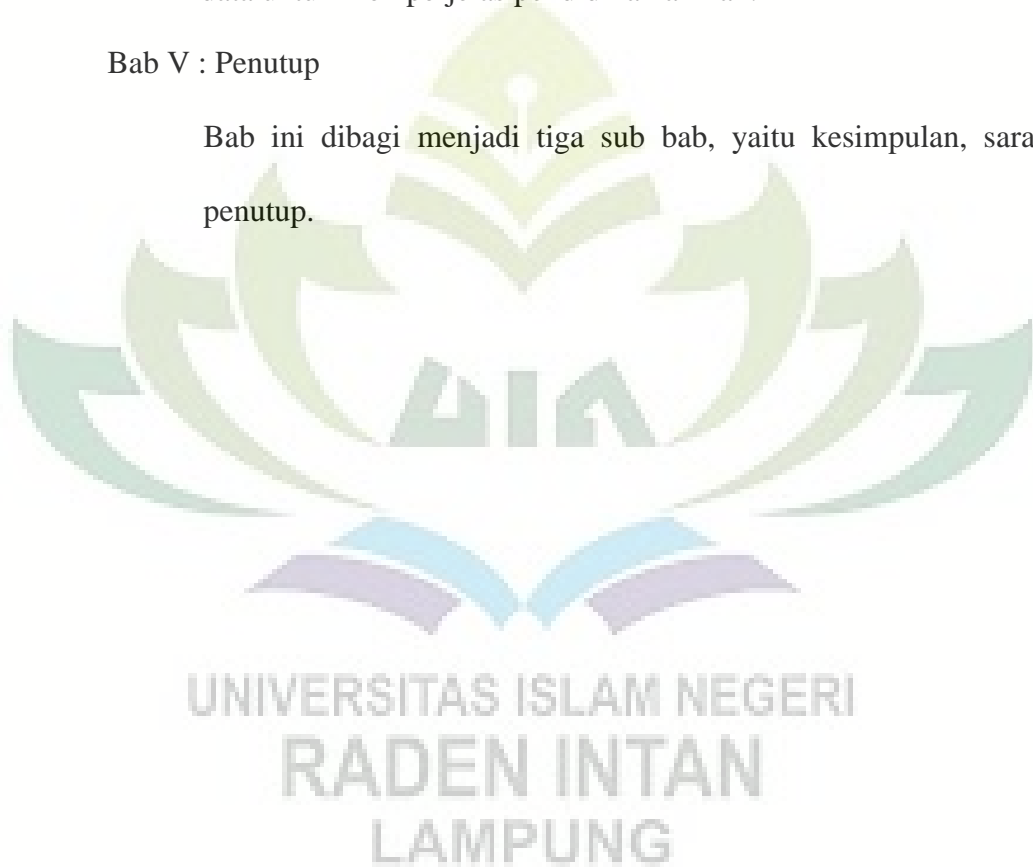 Bab V : Penutup
Bab ini dibagi menjadi tiga sub bab, yaitu kesimpulan, sara
penutup.
UIN
UNIVERSITAS ISLAM NEGERI
RADEN INTAN
LAMPUNG